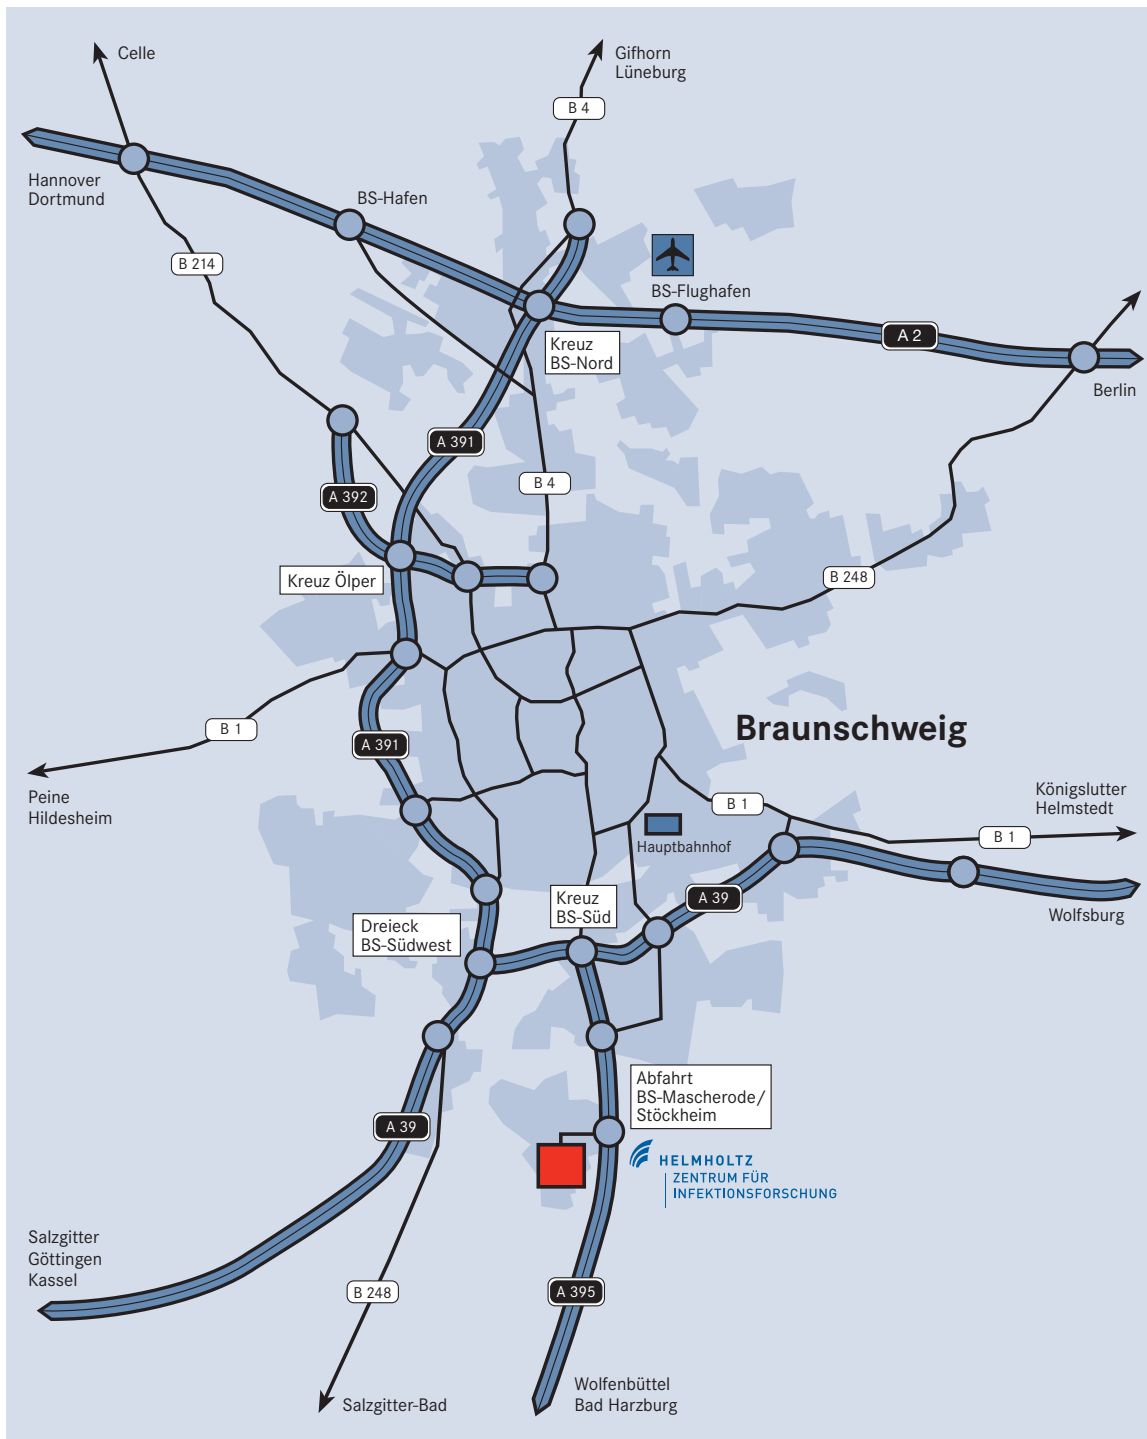 Celle
Gifhorn
Lüneburg
B 4
Hannover
Dortmund
BS-Hafen
B 214
BS-Flughafen
A 2
Kreuz
BS-Nord
Berlin
A 391
B 4
A 392
Kreuz Ölper
B 248
B 1
A 391
Braunschweig
Peine
Hildesheim
B 1
Königslutter
Helmstedt
B 1
Hauptbahnhof
A 39
Wolfsburg
Kreuz
BS-Süd
Dreieck
BS-Südwest
Abfahrt
BS-Mascherode/
Stöckheim
A 39
HELMHOLTZ
ZENTRUM FÜR
INFEKTIONSFORSCHUNG
Salzgitter
Göttingen
Kassel
B 248
A 395
Salzgitter-Bad
Wolfenbüttel
Bad Harzburg